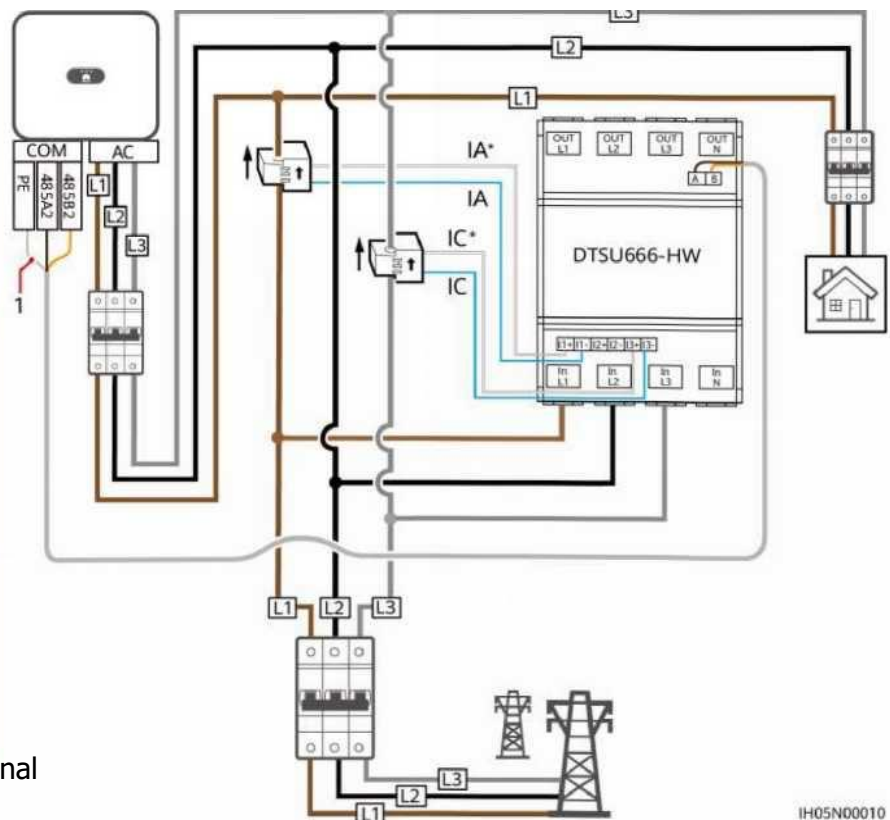 L3
L2
L1
COM
AC
PE
485A2
485B2
L1
L2
L3
1
IA*
IA
IC*
IC
OUT L1
OUT L2
OUT L3
OUT N
A B
DTSU666-HW
I1+ I1- I2+ I2- I3+ I3-
In L1
In L2
In L3
In N
L1
L2
L3
nal
L3
L2
L1
IH05N00010